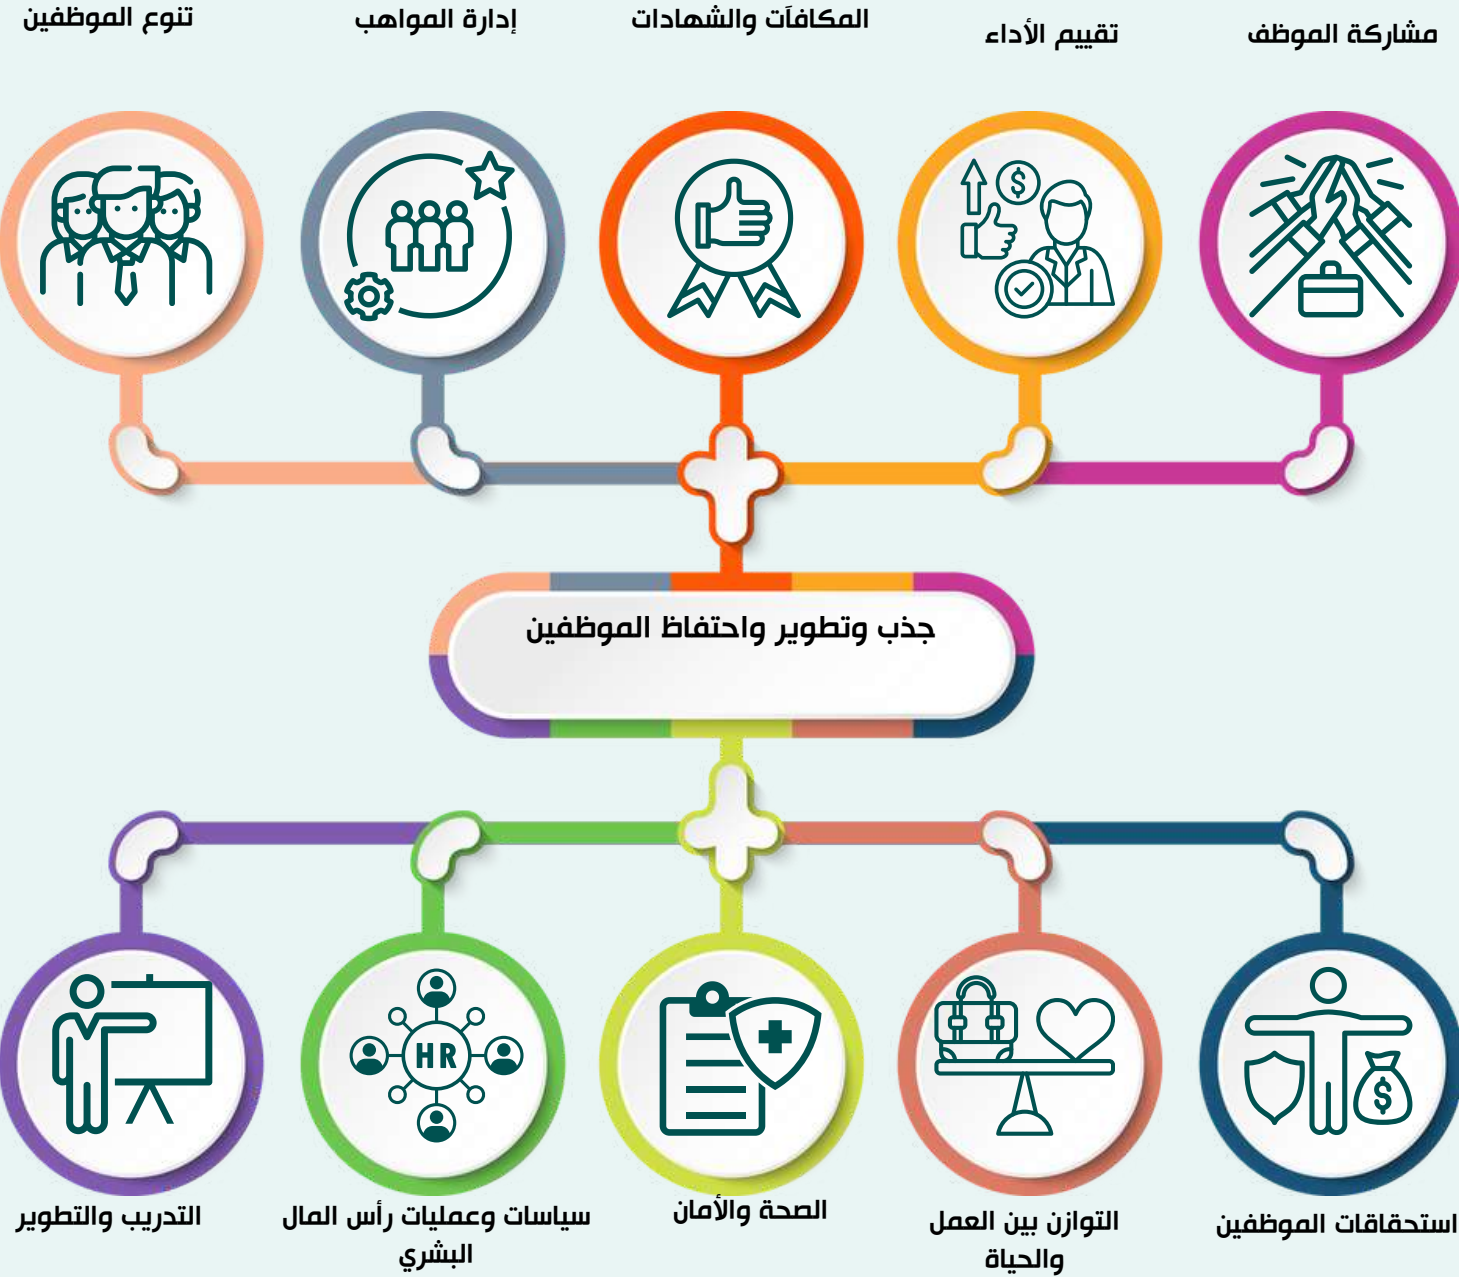 مشاركة الموظف
تقييم الأداء
المكافآت والشهادات
إدارة المواهب
تنوع الموظفين
$
جذب وتطوير واحتفاظ الموظفين
HR
$
استحقاقات الموظفين
التوازن بين العمل
والحياة
الصحة والأمان
سياسات وعمليات رأس المال
البشري
التدريب والتطوير